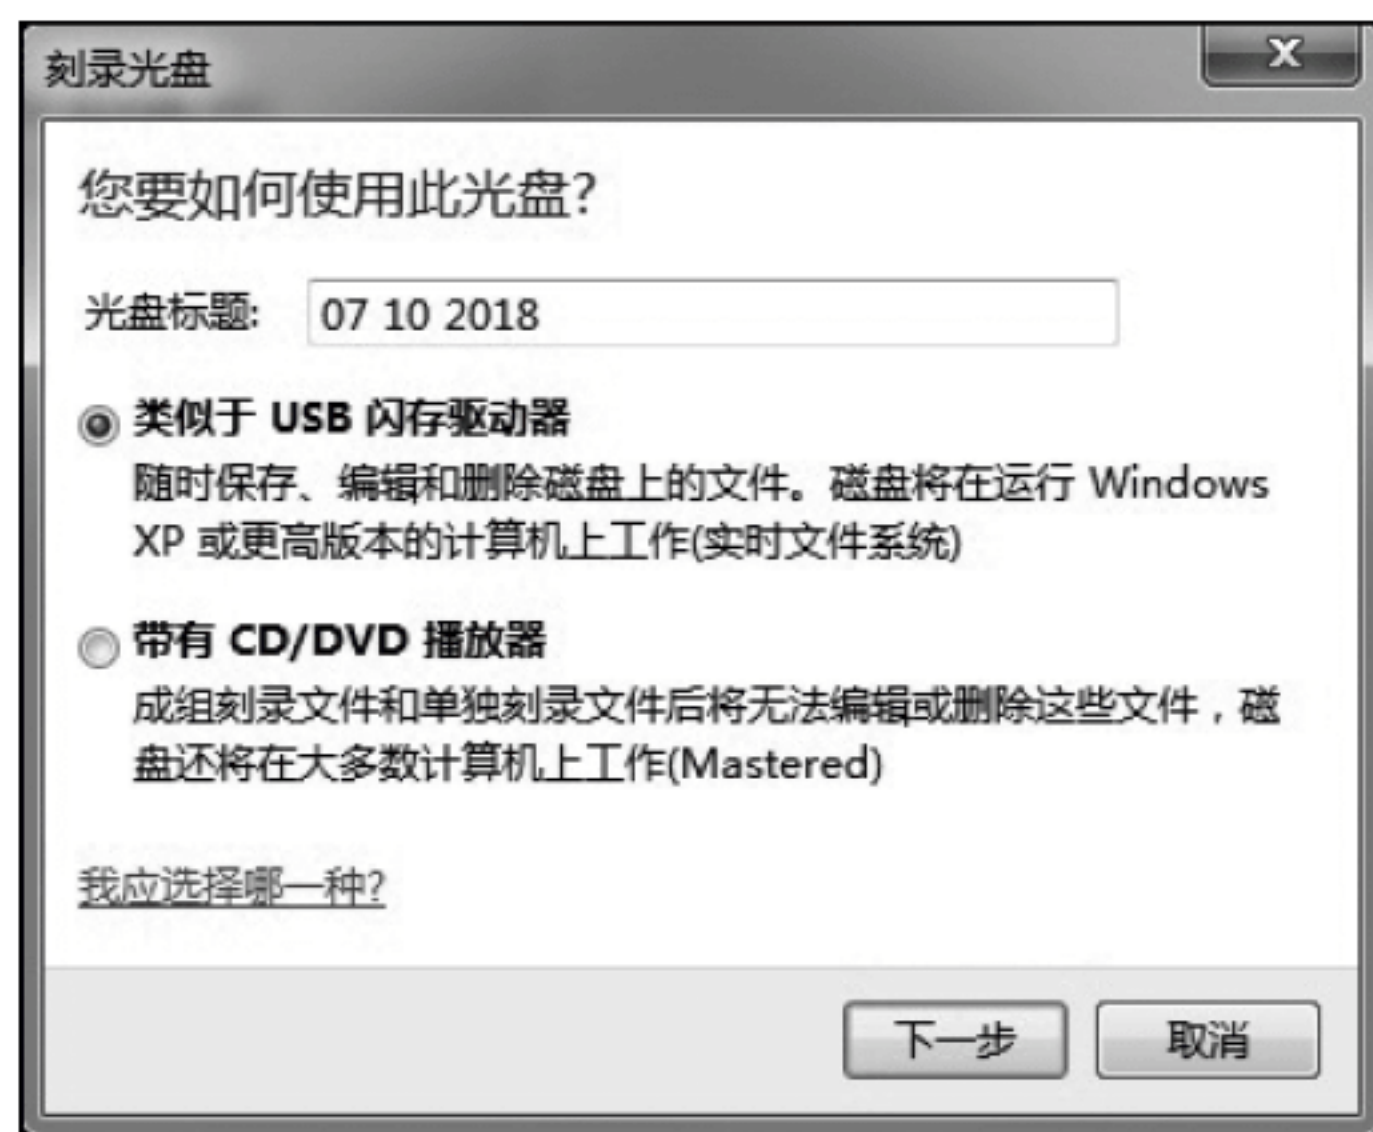 刻录光盘
您要如何使用此光盘?
光盘标题: 07 10 2018
类似于 USB 闪存驱动器
随时保存、编辑和删除磁盘上的文件。磁盘将在运行 Windows
XP 或更高版本的计算机上工作(实时文件系统)
带有 CD/DVD 播放器
成组刻录文件和单独刻录文件后将无法编辑或删除这些文件，磁
盘还将在大多数计算机上工作(Mastered)
我应选择哪一种?
下一步 取消